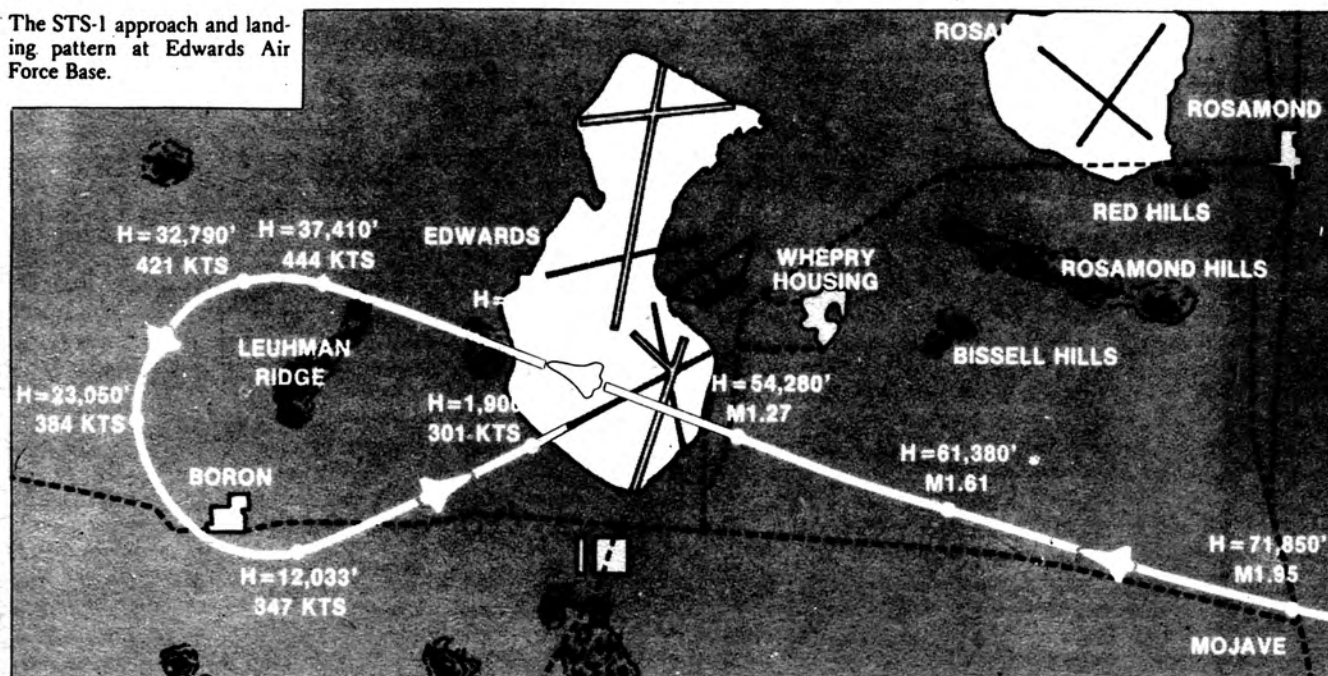 The STS-1 approach and land-
ing pattern at Edwards Air
Force Base.
ROSAMOND
H=32,790'
421 KTS
H=37,410'
444 KTS
EDWARDS
RED HILLS
WHEPRY
HOUSING
ROSAMOND HILLS
LEUHMAN
RIDGE
BISSELL HILLS
H=23,050'
384 KTS
301 KTS
H=54,280'
M1.27
H=61,380'
M1.61
BORON
H=12,033'
347 KTS
H=71,850'
M1.95
MOJAVE